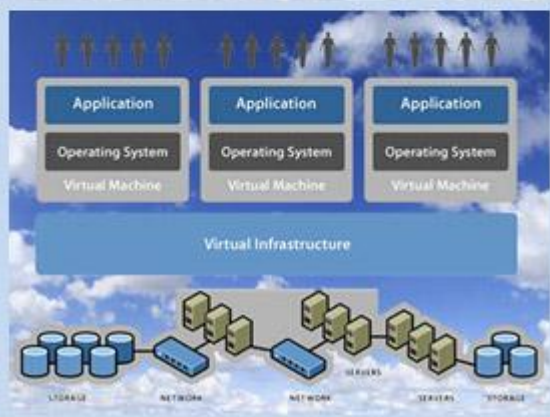 Application
Operating System
Virtual Machine
Application
Operating System
Virtual Machine
Application
Operating System
Virtual Machine
Virtual Infrastructure
STORAGE
NETWORK
NETWORK
SERVERS
SERVERS
STORAGE